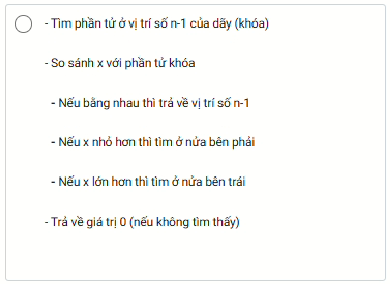 - Tìm phần tử ở vị trí số n-1 của dãy (khóa)
- So sánh x với phần tử khóa
- Nếu bằng nhau thì trả về vị trí số n-1
- Nếu x nhỏ hơn thì tìm ở nửa bên phải
- Nếu x lớn hơn thì tìm ở nửa bên trái
- Trả về giá trị 0 (nếu không tìm thấy)